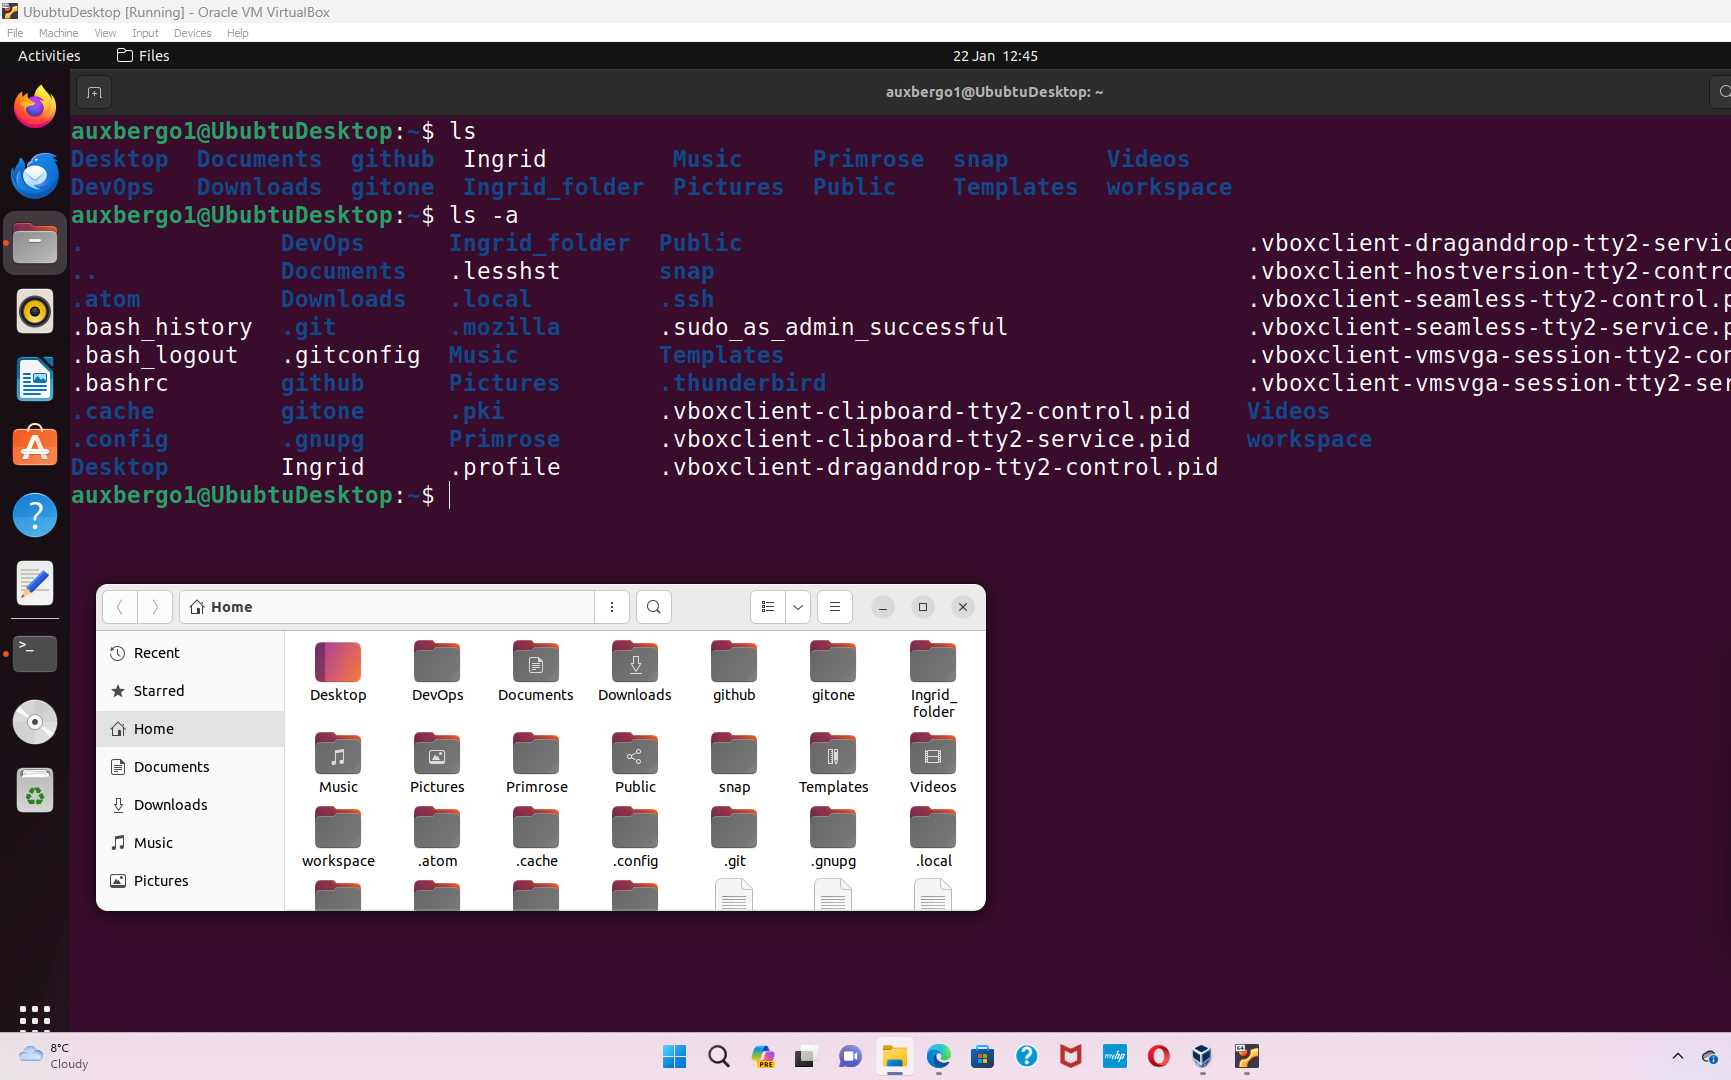 UbubtuDesktop [Running] - Oracle VM VirtualBox
File Machine View Input Devices Help
Activities Files 22 Jan 12:45
auxbergo1@UbubtuDesktop: ~
auxbergo1@UbubtuDesktop:~$ ls
Desktop Documents github Ingrid Music Primrose snap Videos
DevOps Downloads gitone Ingrid_folder Pictures Public Templates workspace
auxbergo1@UbubtuDesktop:~$ ls -a
. DevOps Ingrid_folder Public .vboxclient-draganddrop-tty2-servic
.. Documents .lesshst snap .vboxclient-hostversion-tty2-contro
.atom Downloads .local .ssh .vboxclient-seamless-tty2-control.p
.bash_history .git .mozilla .sudo_as_admin_successful .vboxclient-seamless-tty2-service.p
.bash_logout .gitconfig Music Templates .vboxclient-vmsvga-session-tty2-con
.bashrc github Pictures .thunderbird .vboxclient-vmsvga-session-tty2-ser
.cache gitone .pki .vboxclient-clipboard-tty2-control.pid Videos
.config .gnupg Primrose .vboxclient-clipboard-tty2-service.pid workspace
Desktop Ingrid .profile .vboxclient-draganddrop-tty2-control.pid
auxbergo1@UbubtuDesktop:~$
Home
Recent
Starred
Home
Documents
Downloads
Music
Pictures
Desktop DevOps Documents Downloads github gitone Ingrid_
folder
Music Pictures Primrose Public snap Templates Videos
workspace .atom .cache .config .git .gnupg .local
8°C
Cloudy
PRE
myhp
64